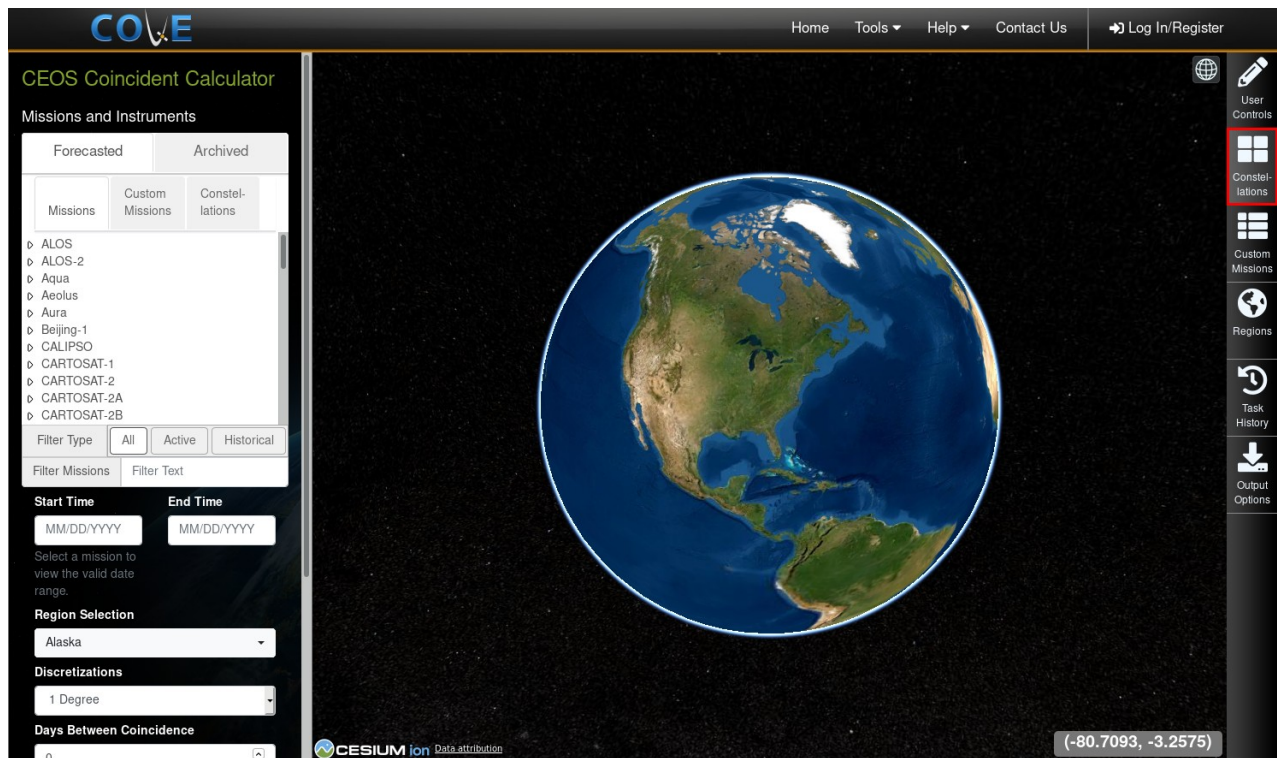 COVE
Home Tools Help Contact Us Log In/Register
CEOS Coincident Calculator
Missions and Instruments
Forecasted Archived
Missions
Custom
Missions
Constel-
lations
ALOS
ALOS-2
Aqua
Aeolus
Aura
Beijing-1
CALIPSO
CARTOSAT-1
CARTOSAT-2
CARTOSAT-2A
CARTOSAT-2B
Filter Type All Active Historical
Filter Missions Filter Text
Start Time End Time
MM/DD/YYYY MM/DD/YYYY
Select a mission to
view the valid date
range.
Region Selection
Alaska
Discretizations
1 Degree
Days Between Coincidence
0
CESIUM ion Data attribution
(-80.7093, -3.2575)
User
Controls
Constel-
lations
Custom
Missions
Regions
Task
History
Output
Options